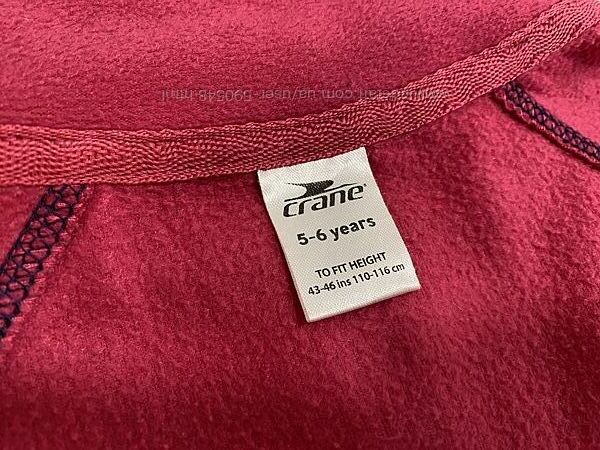 crane
5-6 years
TO FIT HEIGHT
43-46 ins 110-116 cm